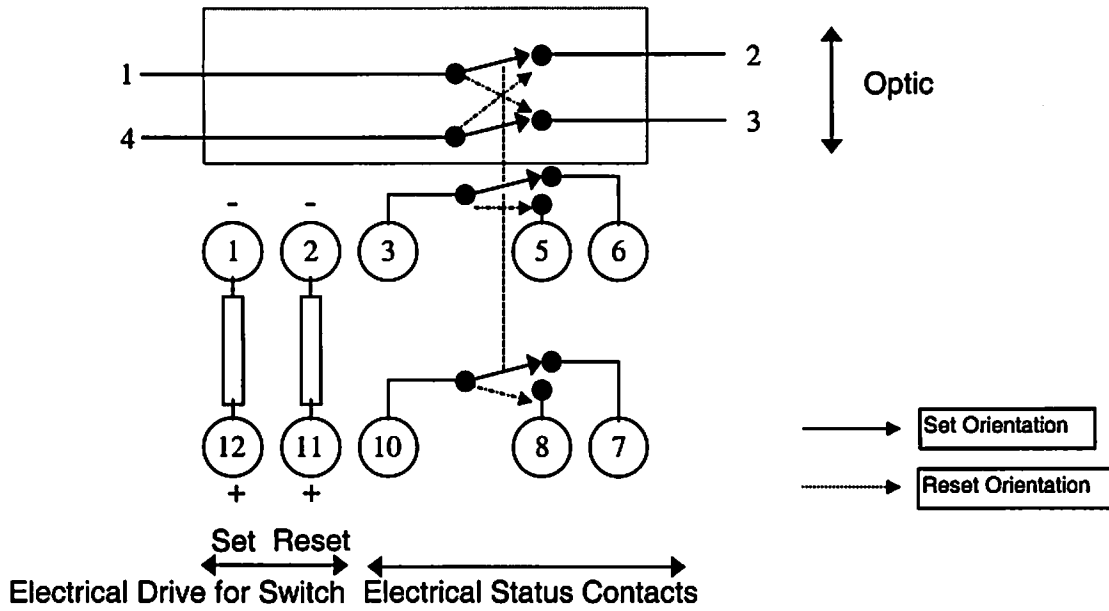 1
2
4
3
Optic
- -
1 2 3 5 6
12 11 10 8 7
+ +
Set Orientation
Reset Orientation
Set Reset
Electrical Drive for Switch Electrical Status Contacts